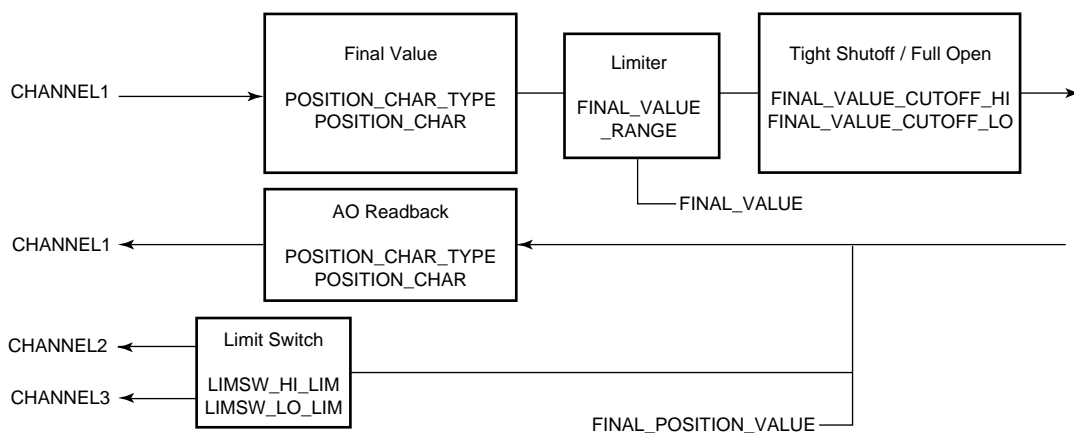 Final Value
Limiter
Tight Shutoff / Full Open
CHANNEL1
POSITION_CHAR_TYPE
POSITION_CHAR
FINAL_VALUE
_RANGE
FINAL_VALUE_CUTOFF_HI
FINAL_VALUE_CUTOFF_LO
FINAL_VALUE
AO Readback
CHANNEL1
POSITION_CHAR_TYPE
POSITION_CHAR
Limit Switch
CHANNEL2
LIMSW_HI_LIM
CHANNEL3
LIMSW_LO_LIM
FINAL_POSITION_VALUE